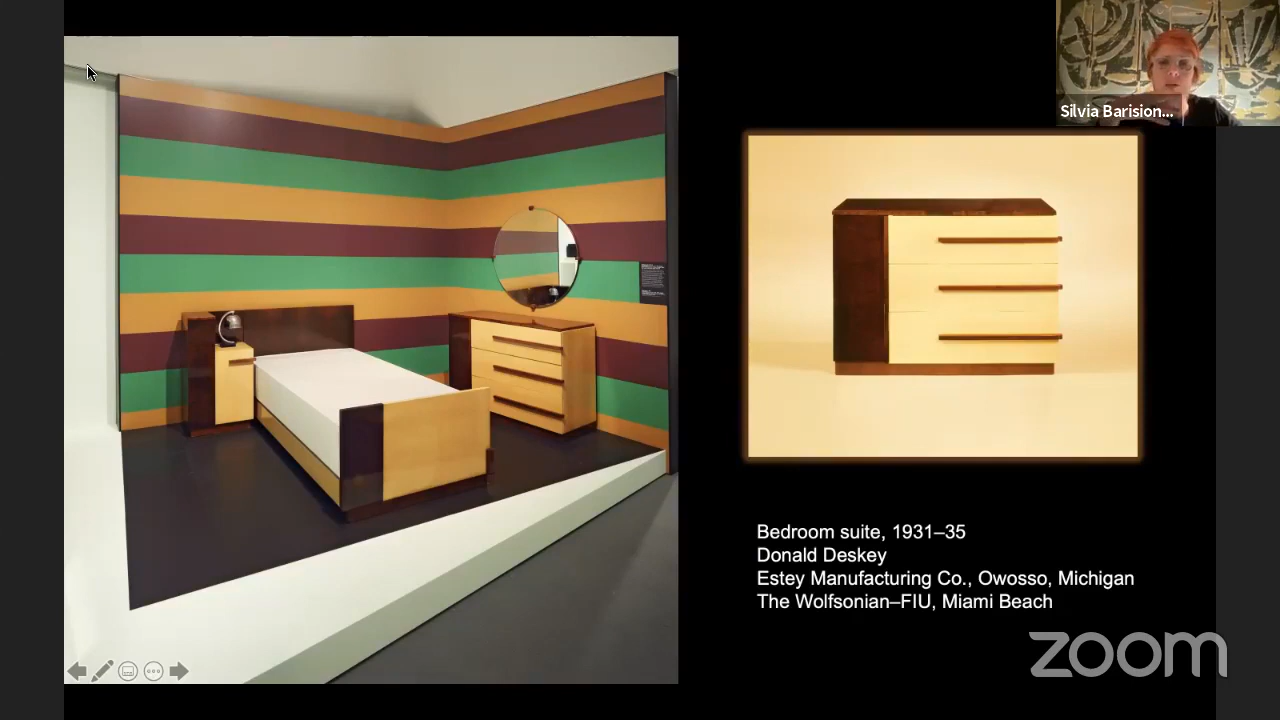 Silvia Barision...
Bedroom suite, 1931–35
Donald Deskey
Estey Manufacturing Co., Owosso, Michigan
The Wolfsonian–FIU, Miami Beach
zoom